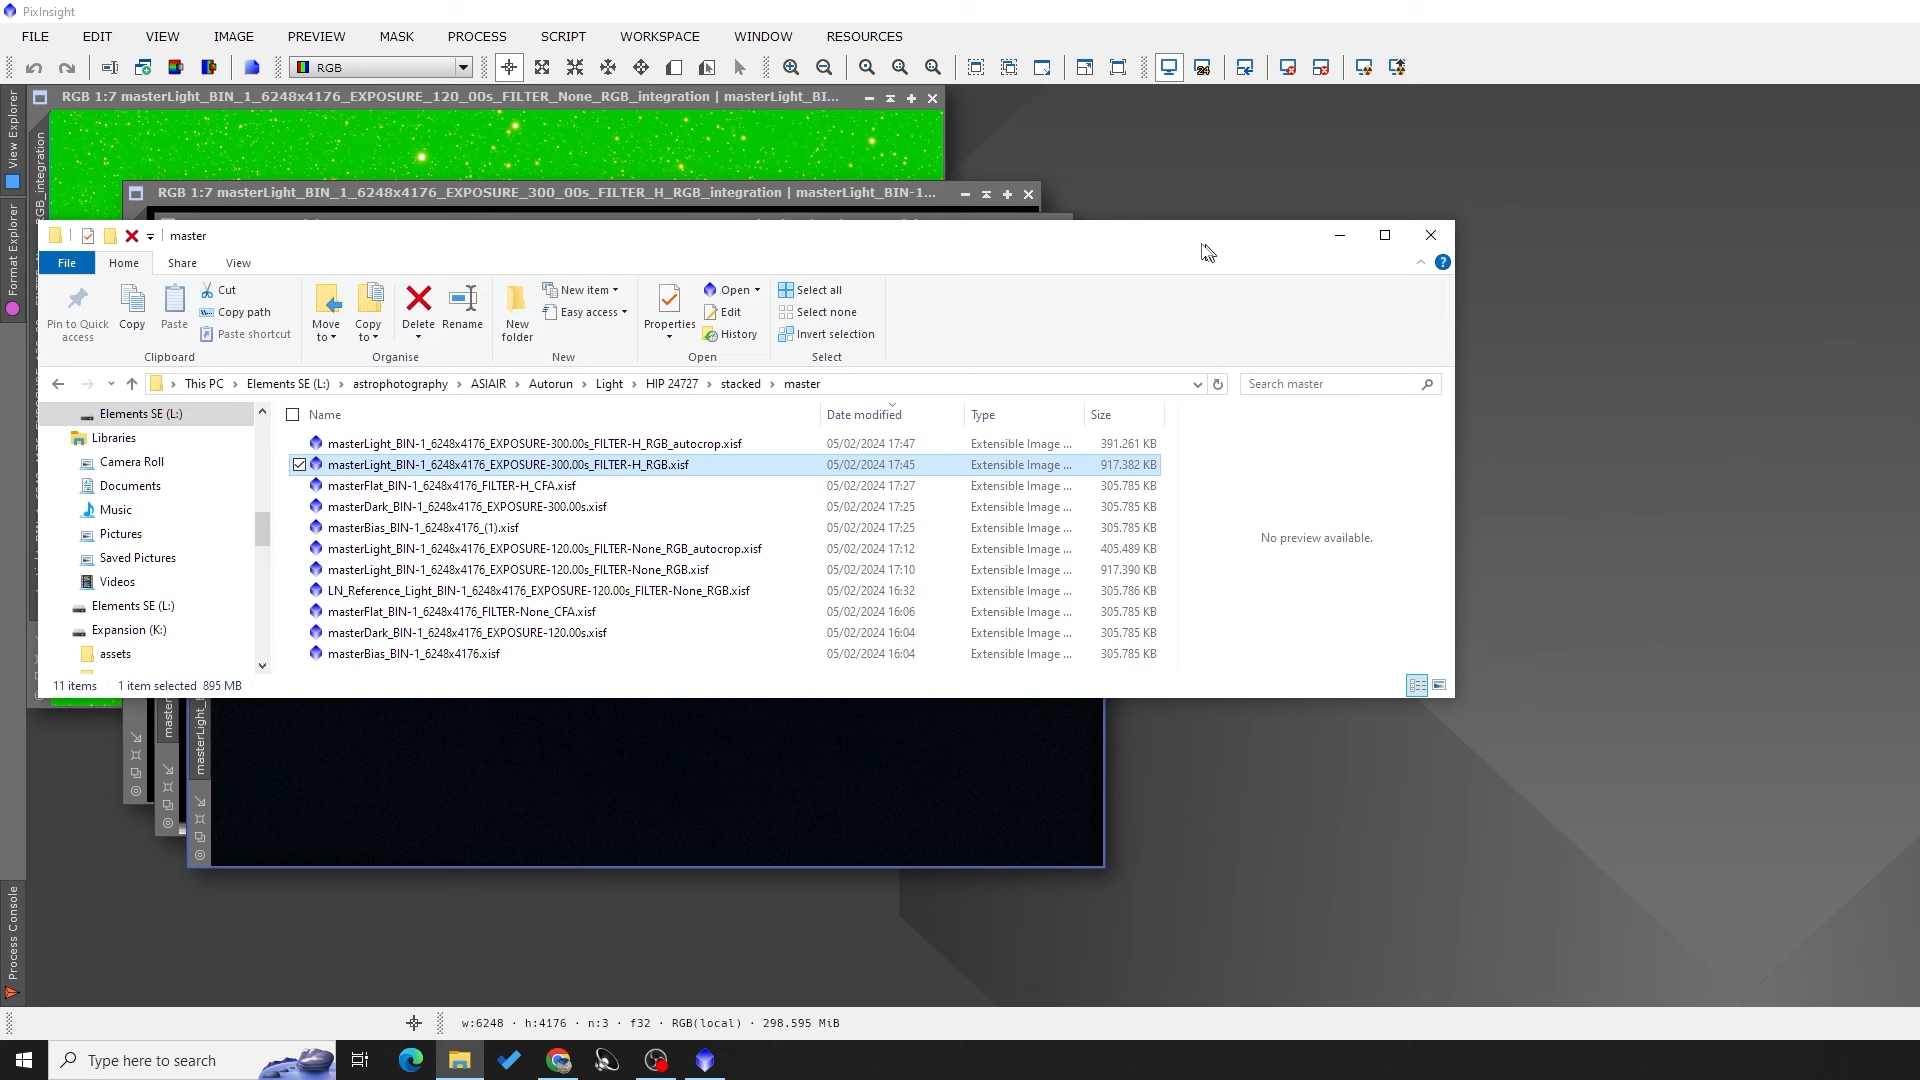 PixInsight
FILE EDIT VIEW IMAGE PREVIEW MASK PROCESS SCRIPT WORKSPACE WINDOW RESOURCES
RGB
24
RGB 1:7 masterLight_BIN_1_6248x4176_EXPOSURE_120_00s_FILTER_None_RGB_integration | masterLight_BI...
RGB 1:7 masterLight_BIN_1_6248x4176_EXPOSURE_300_00s_FILTER_H_RGB_integration | masterLight_BIN-1...
View Explorer
Format Explorer
Process Console
RGB_integration
master
File Home Share View
Pin to Quick access
Copy
Paste
Cut
Copy path
Paste shortcut
Clipboard
Move to
Copy to
Delete
Rename
Organise
New folder
New item
Easy access
New
Properties
Open
Edit
History
Open
Select all
Select none
Invert selection
Select
This PC > Elements SE (L:) > astrophotography > ASIAIR > Autorun > Light > HIP 24727 > stacked > master
Search master
Elements SE (L:)
Libraries
Camera Roll
Documents
Music
Pictures
Saved Pictures
Videos
Elements SE (L:)
Expansion (K:)
assets
Name Date modified Type Size
masterLight_BIN-1_6248x4176_EXPOSURE-300.00s_FILTER-H_RGB_autocrop.xisf 05/02/2024 17:47 Extensible Image ... 391.261 KB
masterLight_BIN-1_6248x4176_EXPOSURE-300.00s_FILTER-H_RGB.xisf 05/02/2024 17:45 Extensible Image ... 917.382 KB
masterFlat_BIN-1_6248x4176_FILTER-H_CFA.xisf 05/02/2024 17:27 Extensible Image ... 305.785 KB
masterDark_BIN-1_6248x4176_EXPOSURE-300.00s.xisf 05/02/2024 17:25 Extensible Image ... 305.785 KB
masterBias_BIN-1_6248x4176_(1).xisf 05/02/2024 17:25 Extensible Image ... 305.785 KB
masterLight_BIN-1_6248x4176_EXPOSURE-120.00s_FILTER-None_RGB_autocrop.xisf 05/02/2024 17:12 Extensible Image ... 405.489 KB
masterLight_BIN-1_6248x4176_EXPOSURE-120.00s_FILTER-None_RGB.xisf 05/02/2024 17:10 Extensible Image ... 917.390 KB
LN_Reference_Light_BIN-1_6248x4176_EXPOSURE-120.00s_FILTER-None_RGB.xisf 05/02/2024 16:32 Extensible Image ... 305.786 KB
masterFlat_BIN-1_6248x4176_FILTER-None_CFA.xisf 05/02/2024 16:06 Extensible Image ... 305.785 KB
masterDark_BIN-1_6248x4176_EXPOSURE-120.00s.xisf 05/02/2024 16:04 Extensible Image ... 305.785 KB
masterBias_BIN-1_6248x4176.xisf 05/02/2024 16:04 Extensible Image ... 305.785 KB
No preview available.
11 items 1 item selected 895 MB
master
masterLight_
w:6248 · h:4176 · n:3 · f32 · RGB(local) · 298.595 MiB
Type here to search